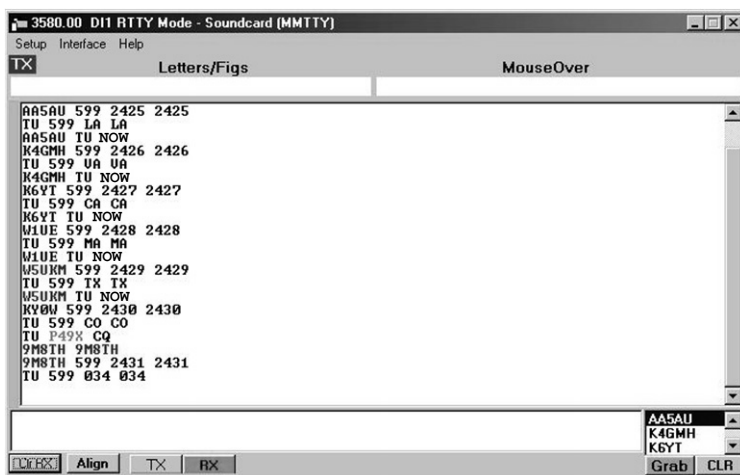 3580.00 DI1 RTTY Mode - Soundcard (MMTTY)
Setup Interface Help
TX Letters/Figs MouseOver
AA5AU 599 2425 2425
TU 599 LA LA
AA5AU TU NOW
K4GMH 599 2426 2426
TU 599 VA VA
K4GMH TU NOW
K6YT 599 2427 2427
TU 599 CA CA
K6YT TU NOW
W1UE 599 2428 2428
TU 599 MA MA
W1UE TU NOW
W5UKM 599 2429 2429
TU 599 TX TX
W5UKM TU NOW
KYØW 599 2430 2430
TU 599 CO CO
TU P49X CQ
9M8TH 9M8TH
9M8TH 599 2431 2431
TU 599 Ø34 Ø34
AA5AU
K4GMH
K6YT
Clr RX Align TX RX Grab CLR